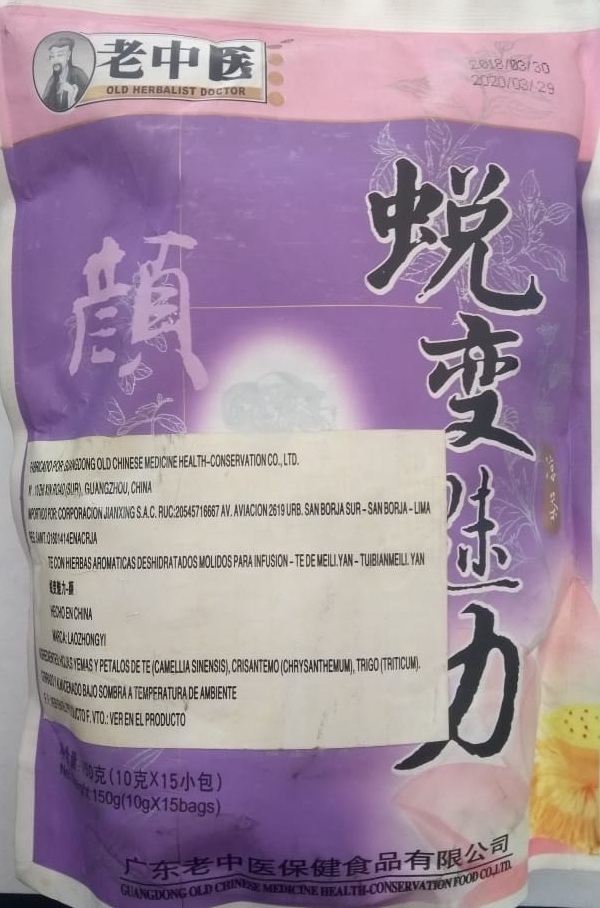 老中医
OLD HERBALIST DOCTOR
2018/03/30
2020/03/29
蜕变魅力
顏
FABRICADO POR: GUANGDONG OLD CHINESE MEDICINE HEALTH-CONSERVATION CO., LTD.
ROAD (SUR), GUANGZHOU, CHINA
IMPORTADO POR: CORPORACION JIANXING S.A.C. RUC:20545716667 AV. AVIACION 2619 URB. SAN BORJA SUR – SAN BORJA – LIMA
TE CON HIERBAS AROMATICAS DESHIDRATADOS MOLIDOS PARA INFUSION – TE DE MEILI.YAN – TUIBIANMEILI. YAN
魅力-颜
HECHO EN CHINA
MARCA: LAOZHONGYI
HOJAS YEMAS Y PETALOS DE TE (CAMELLIA SINENSIS), CRISANTEMO (CHRYSANTHEMUM), TRIGO (TRITICUM).
ALMACENADO BAJO SOMBRA A TEMPERATURA DE AMBIENTE
F. VTO.: VER EN EL PRODUCTO
克(10克X15小包)
150g(10gX15bags)
广东老中医保健食品有限公司
GUANGDONG OLD CHINESE MEDICINE HEALTH-CONSERVATION FOOD CO.,LTD.